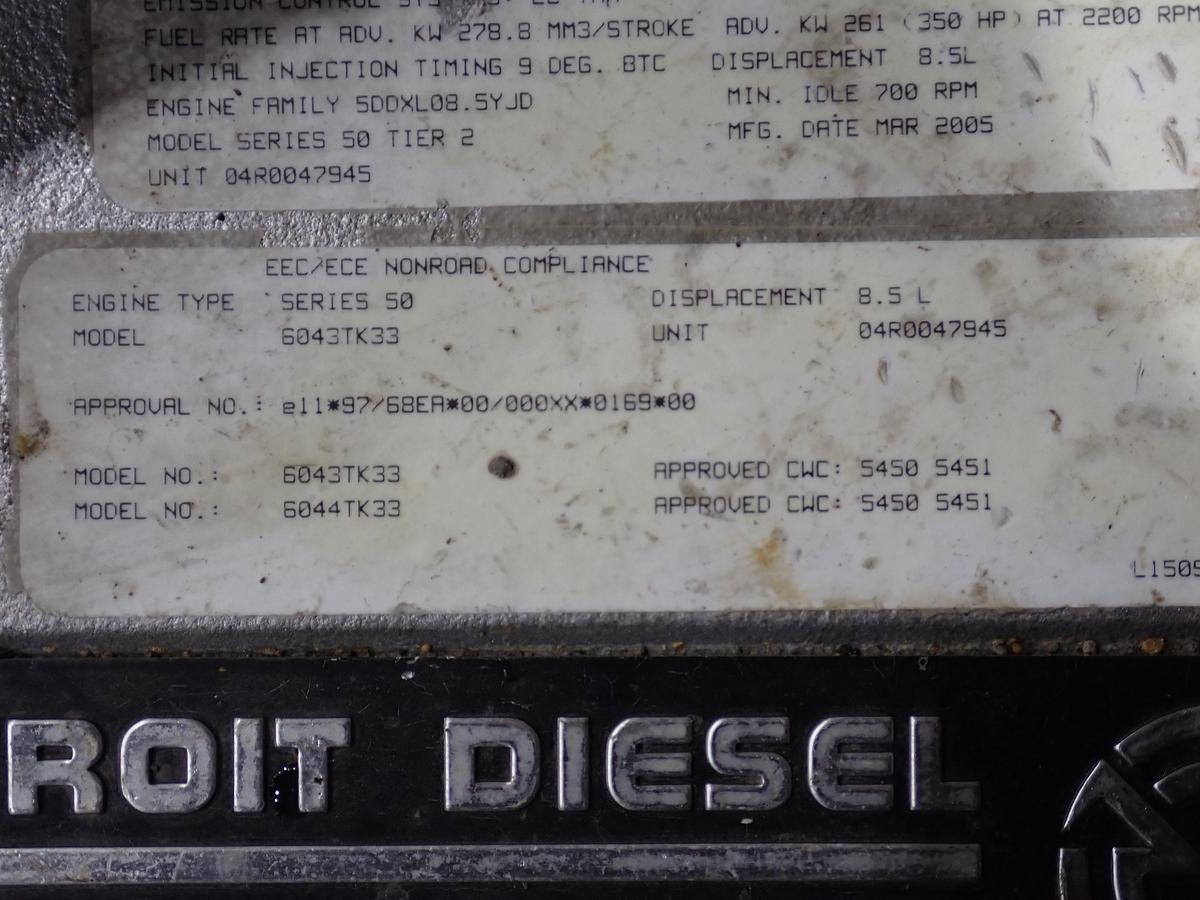 EMISSION CONTROL
FUEL RATE AT ADV. KW 278.8 MM3/STROKE ADV. KW 261 (350 HP) AT 2200 RPM
INITIAL INJECTION TIMING 9 DEG. BTC DISPLACEMENT 8.5L
ENGINE FAMILY 5DDXL08.5YJD MIN. IDLE 700 RPM
MODEL SERIES 50 TIER 2 MFG. DATE MAR 2005
UNIT 04R0047945
EEC/ECE NONROAD COMPLIANCE
ENGINE TYPE SERIES 50 DISPLACEMENT 8.5 L
MODEL 6043TK33 UNIT 04R0047945
APPROVAL NO.: e11*97/68EA*00/000XX*0169*00
MODEL NO.: 6043TK33 APPROVED CWC: 5450 5451
MODEL NO.: 6044TK33 APPROVED CWC: 5450 5451
L1505
ROIT DIESEL